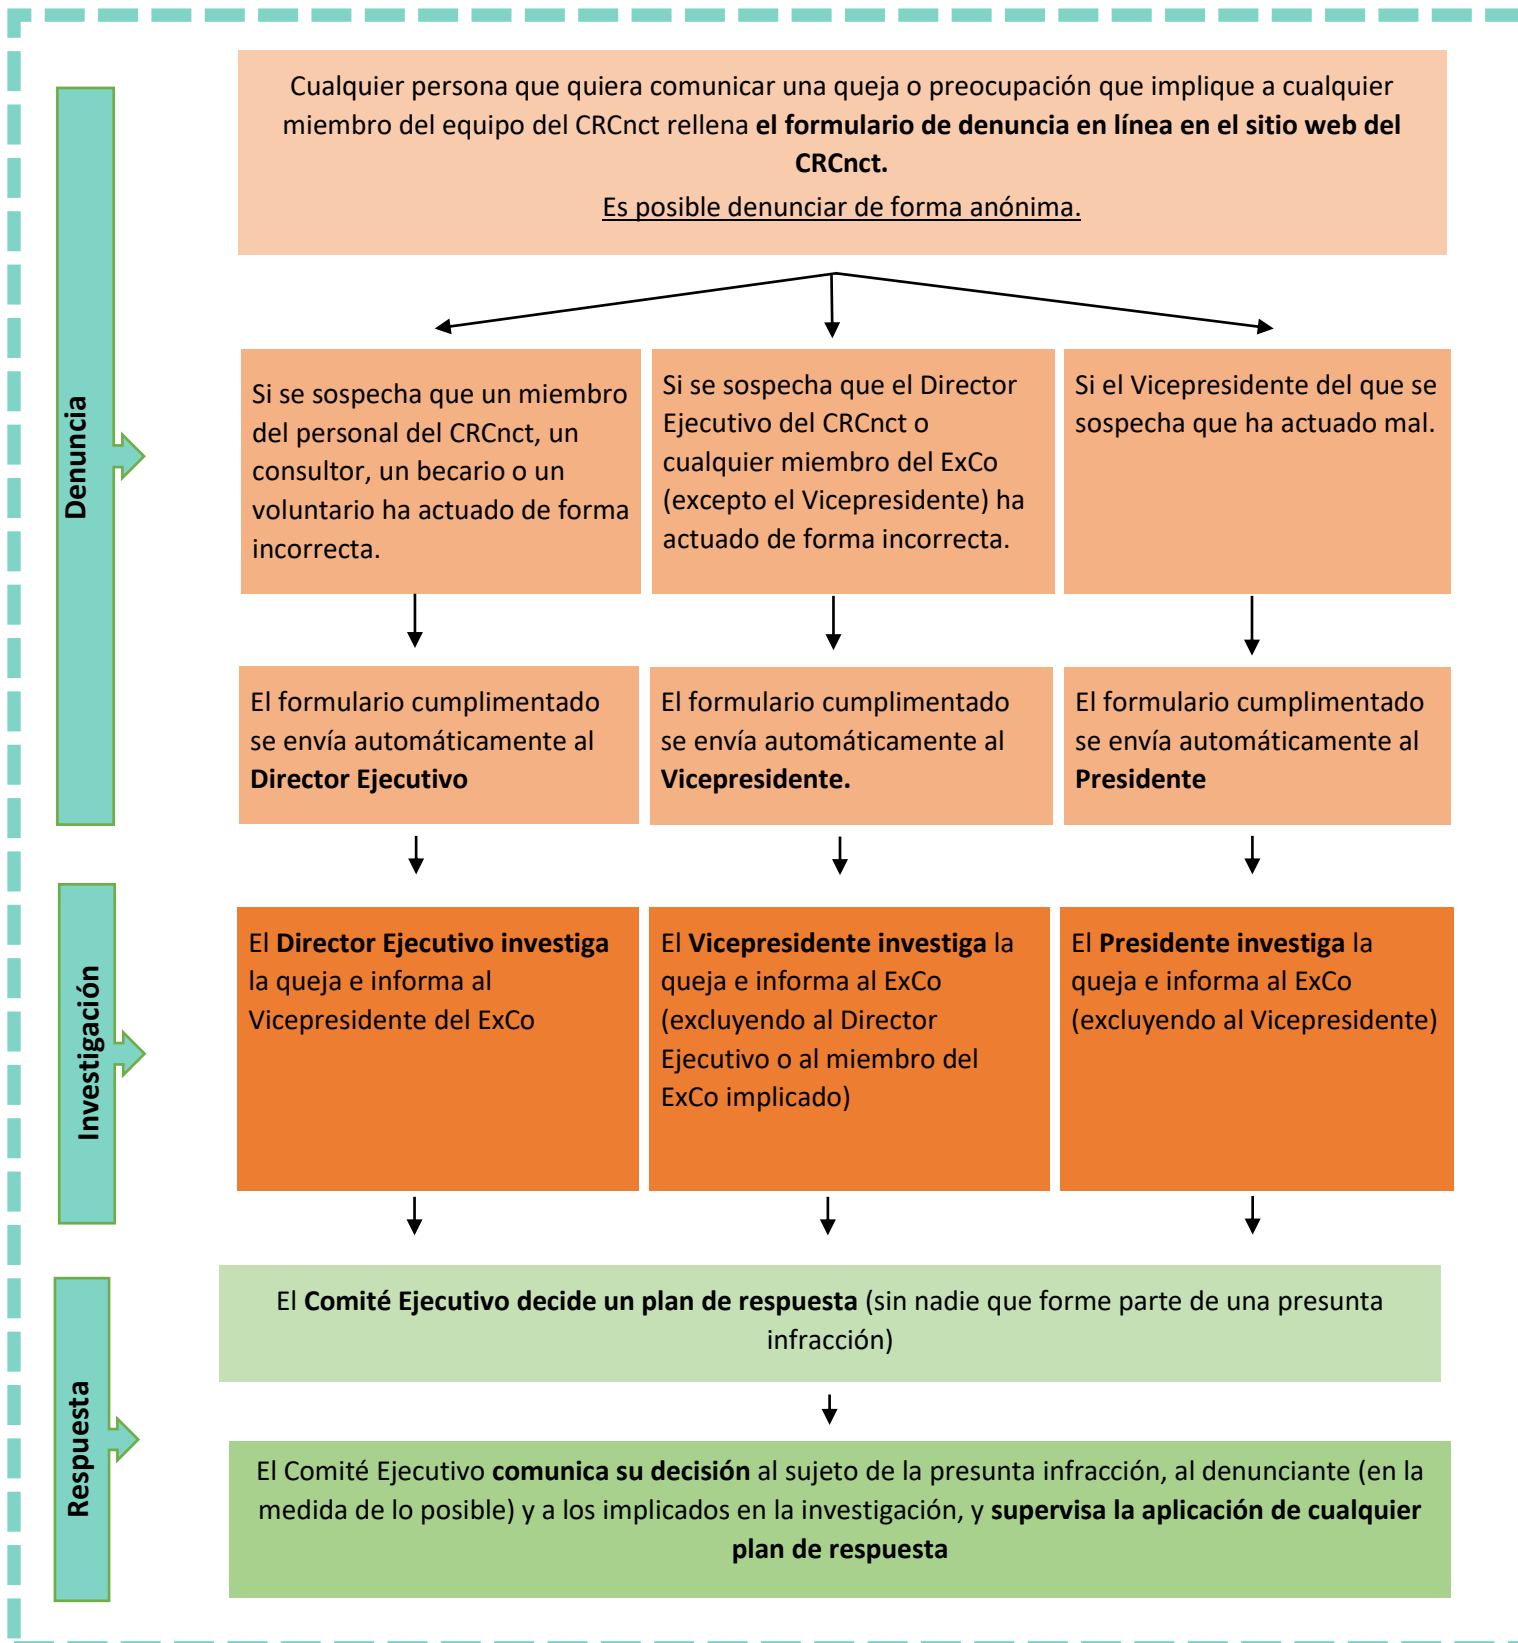 Cualquier persona que quiera comunicar una queja o preocupación que implique a cualquier
miembro del equipo del CRCnct rellena el formulario de denuncia en línea en el sitio web del
CRCnct.
Es posible denunciar de forma anónima.
Denuncia
Si se sospecha que un miembro
del personal del CRCnct, un
consultor, un becario o un
voluntario ha actuado de forma
incorrecta.
Si se sospecha que el Director
Ejecutivo del CRCnct o
cualquier miembro del ExCo
(excepto el Vicepresidente) ha
actuado de forma incorrecta.
Si el Vicepresidente del que se
sospecha que ha actuado mal.
El formulario cumplimentado
se envía automáticamente al
Director Ejecutivo
El formulario cumplimentado
se envía automáticamente al
Vicepresidente.
El formulario cumplimentado
se envía automáticamente al
Presidente
Investigación
El Director Ejecutivo investiga
la queja e informa al
Vicepresidente del ExCo
El Vicepresidente investiga la
queja e informa al ExCo
(excluyendo al Director
Ejecutivo o al miembro del
ExCo implicado)
El Presidente investiga la
queja e informa al ExCo
(excluyendo al Vicepresidente)
Respuesta
El Comité Ejecutivo decide un plan de respuesta (sin nadie que forme parte de una presunta
infracción)
El Comité Ejecutivo comunica su decisión al sujeto de la presunta infracción, al denunciante (en la
medida de lo posible) y a los implicados en la investigación, y supervisa la aplicación de cualquier
plan de respuesta